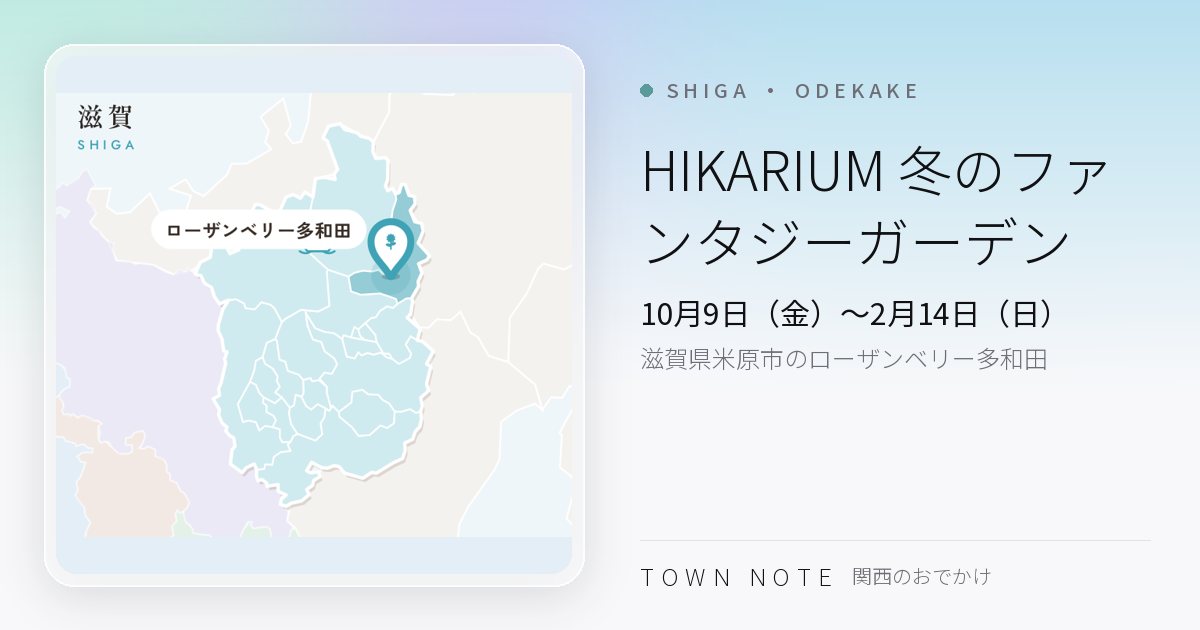 滋賀
SHIGA
ローザンベリー多和田
SHIGA ・ ODEKAKE
HIKARIUM 冬のファ
ンタジーガーデン
10月9日（金）〜2月14日（日）
滋賀県米原市のローザンベリー多和田
TOWN NOTE 関西のおでかけ